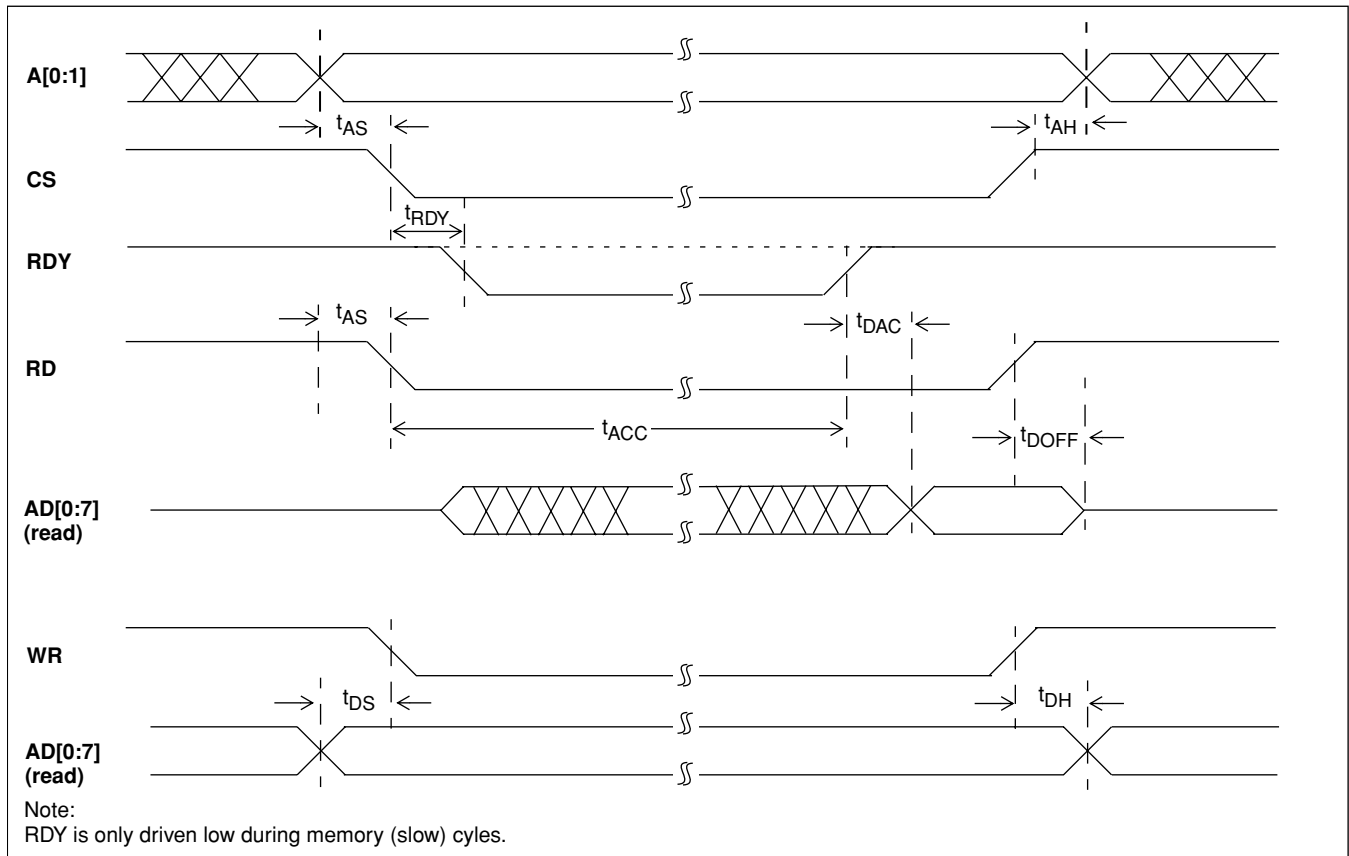 A[0:1]
tAS
tAH
CS
tRDY
RDY
tAS
tDAC
RD
tACC
tDOFF
AD[0:7]
(read)
WR
tDS
tDH
AD[0:7]
(read)
Note:
RDY is only driven low during memory (slow) cyles.